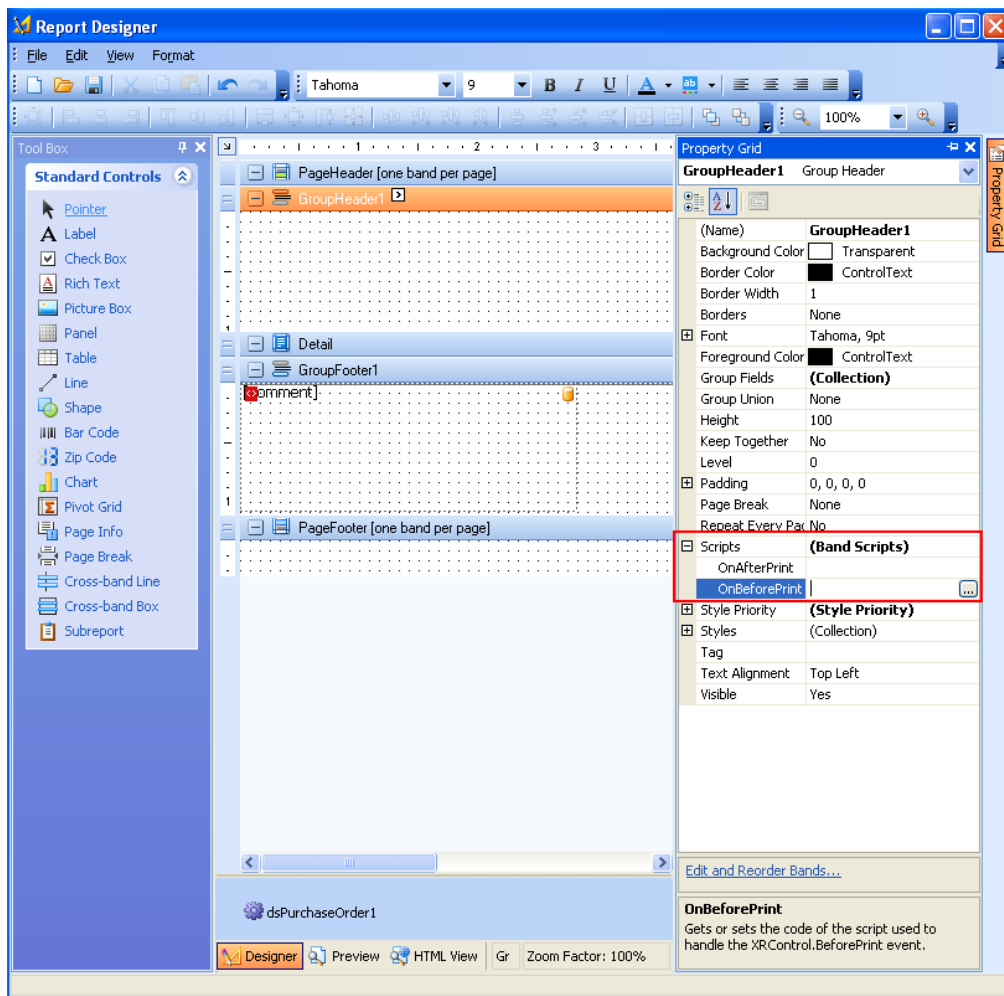 Report Designer
File Edit View Format
Tahoma 9 B I U A ab
100%
Tool Box
Standard Controls
Pointer
A Label
Check Box
A Rich Text
Picture Box
Panel
Table
Line
Shape
Bar Code
Zip Code
Chart
Pivot Grid
Page Info
Page Break
Cross-band Line
Cross-band Box
Subreport
1 2 3
PageHeader [one band per page]
GroupHeader1
1
Detail
GroupFooter1
omment]
1
PageFooter [one band per page]
dsPurchaseOrder1
Designer Preview HTML View Gr Zoom Factor: 100%
Property Grid
GroupHeader1 Group Header
(Name) GroupHeader1
Background Color Transparent
Border Color ControlText
Border Width 1
Borders None
Font Tahoma, 9pt
Foreground Color ControlText
Group Fields (Collection)
Group Union None
Height 100
Keep Together No
Level 0
Padding 0, 0, 0, 0
Page Break None
Repeat Every Pag No
Scripts (Band Scripts)
OnAfterPrint
OnBeforePrint ...
Style Priority (Style Priority)
Styles (Collection)
Tag
Text Alignment Top Left
Visible Yes
Edit and Reorder Bands...
OnBeforePrint
Gets or sets the code of the script used to
handle the XRControl.BeforePrint event.
Property Grid